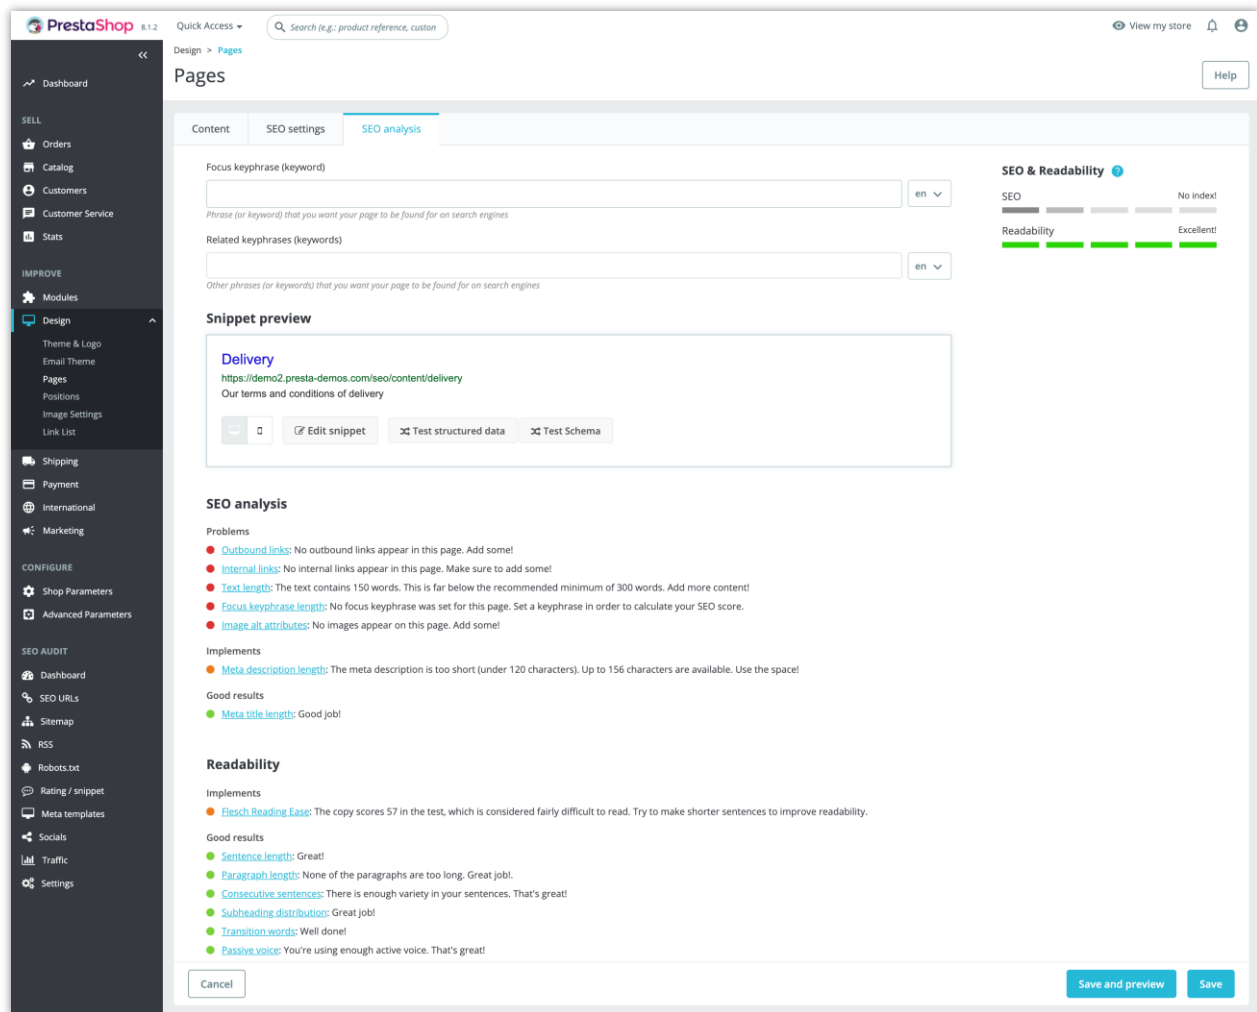 PrestaShop 8.1.2 Quick Access Search (e.g.: product reference, custon View my store
Design > Pages
Pages
Help
Dashboard
SELL
Orders
Catalog
Customers
Customer Service
Stats
IMPROVE
Modules
Design
Theme & Logo
Email Theme
Pages
Positions
Image Settings
Link List
Shipping
Payment
International
Marketing
CONFIGURE
Shop Parameters
Advanced Parameters
SEO AUDIT
Dashboard
SEO URLs
Sitemap
RSS
Robots.txt
Rating / snippet
Meta templates
Socials
Traffic
Settings
Content SEO settings SEO analysis
Focus keyphrase (keyword)
en
Phrase (or keyword) that you want your page to be found for on search engines
Related keyphrases (keywords)
en
Other phrases (or keywords) that you want your page to be found for on search engines
Snippet preview
Delivery
https://demo2.presta-demos.com/seo/content/delivery
Our terms and conditions of delivery
Edit snippet Test structured data Test Schema
SEO analysis
Problems
Outbound links: No outbound links appear in this page. Add some!
Internal links: No internal links appear in this page. Make sure to add some!
Text length: The text contains 150 words. This is far below the recommended minimum of 300 words. Add more content!
Focus keyphrase length: No focus keyphrase was set for this page. Set a keyphrase in order to calculate your SEO score.
Image alt attributes: No images appear on this page. Add some!
Implements
Meta description length: The meta description is too short (under 120 characters). Up to 156 characters are available. Use the space!
Good results
Meta title length: Good job!
Readability
Implements
Flesch Reading Ease: The copy scores 57 in the test, which is considered fairly difficult to read. Try to make shorter sentences to improve readability.
Good results
Sentence length: Great!
Paragraph length: None of the paragraphs are too long. Great job!.
Consecutive sentences: There is enough variety in your sentences. That's great!
Subheading distribution: Great job!
Transition words: Well done!
Passive voice: You're using enough active voice. That's great!
SEO & Readability ?
SEO No index!
Readability Excellent!
Cancel Save and preview Save